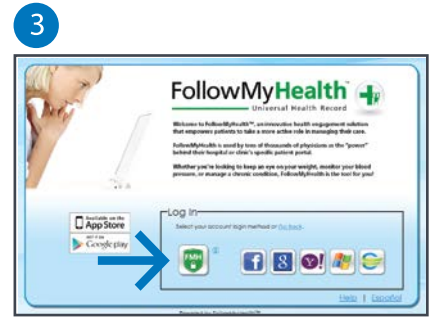 3
FollowMyHealth™
Universal Health Record
Welcome to FollowMyHealth™, an innovative health engagement solution
that empowers patients to take a more active role in managing their care.
FollowMyHealth is used by tens of thousands of physicians as the "power"
behind their hospital or clinic's specific patient portal.
Whether you're looking to keep an eye on your weight, monitor your blood
pressure, or manage a chronic condition, FollowMyHealth is the tool for you!
Available on the
App Store
Google play
Log In
Select your account login method or Go back.
FMH
f 8 Y!
Help | Español